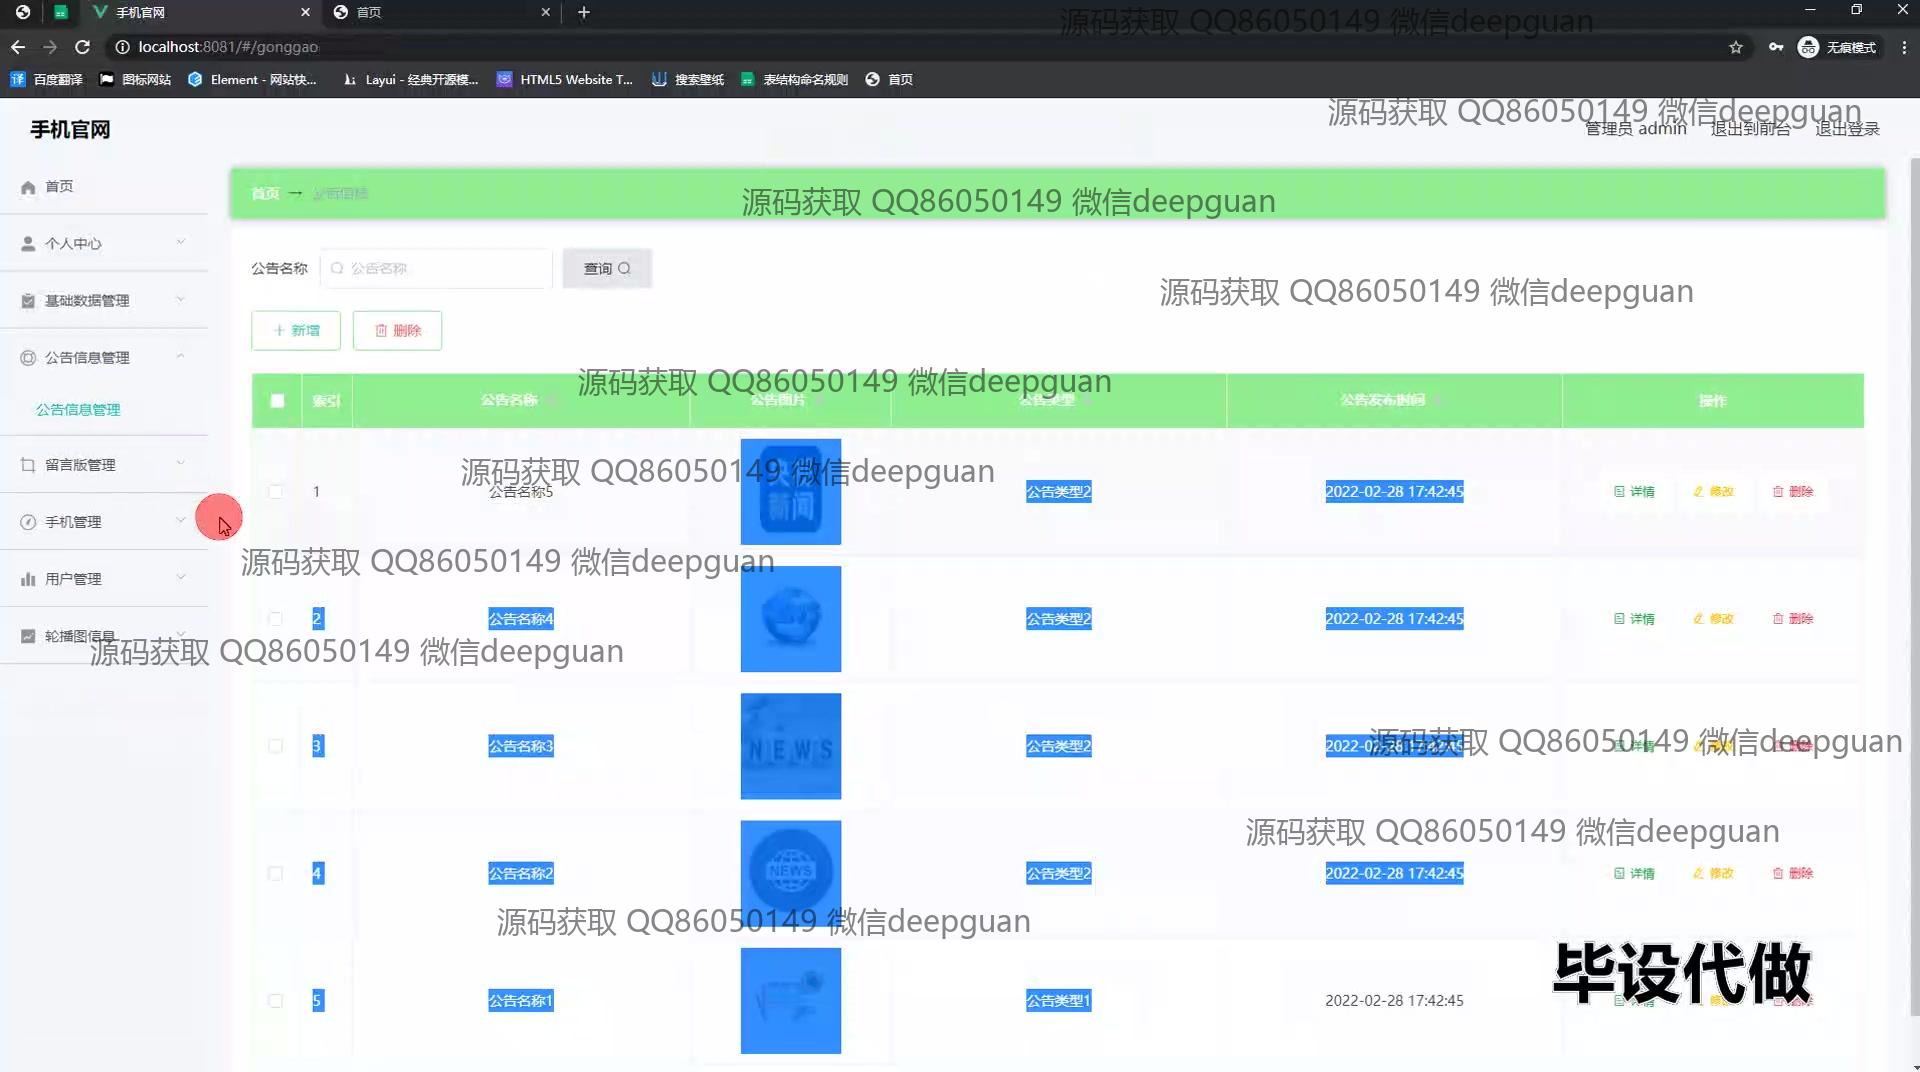 手机官网
首页
localhost:8081/#/gonggao
无痕模式
百度翻译
图标网站
Element - 网站快...
Layui - 经典开源模...
HTML5 Website T...
搜索壁纸
表结构命名规则
首页
源码获取 QQ86050149 微信deepguan
源码获取 QQ86050149 微信deepguan
手机官网
管理员 admin
退出到前台
退出登录
首页
个人中心
基础数据管理
公告信息管理
公告信息管理
留言版管理
手机管理
用户管理
轮播图信息
首页 → 公告信息
源码获取 QQ86050149 微信deepguan
公告名称
公告名称
查询
源码获取 QQ86050149 微信deepguan
新增
删除
源码获取 QQ86050149 微信deepguan
索引 公告名称 公告图片 公告类型 公告发布时间 操作
源码获取 QQ86050149 微信deepguan
1 公告名称5 新闻 公告类型2 2022-02-28 17:42:45 详情 修改 删除
源码获取 QQ86050149 微信deepguan
2 公告名称4 公告类型2 2022-02-28 17:42:45 详情 修改 删除
源码获取 QQ86050149 微信deepguan
3 公告名称3 NEWS 公告类型2 2022-02-28 17:42:45 详情 修改 删除
源码获取 QQ86050149 微信deepguan
源码获取 QQ86050149 微信deepguan
4 公告名称2 NEWS 公告类型2 2022-02-28 17:42:45 详情 修改 删除
源码获取 QQ86050149 微信deepguan
5 公告名称1 公告类型1 2022-02-28 17:42:45 详情 修改 删除
毕设代做